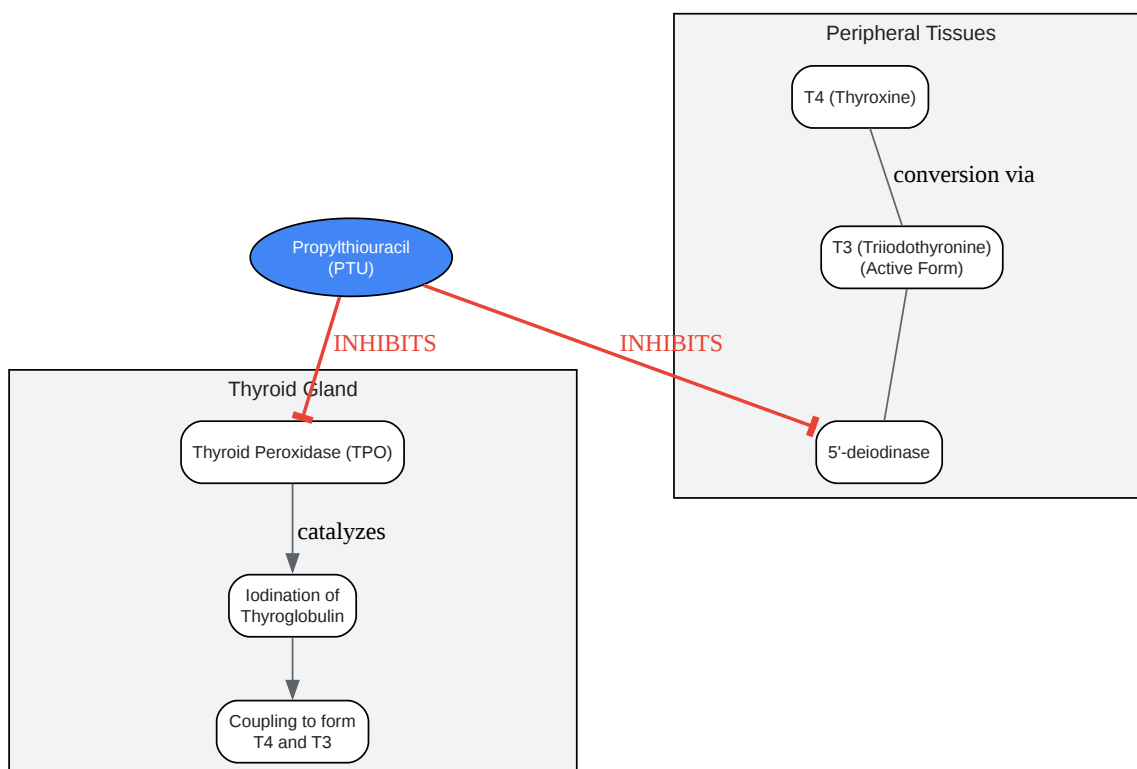 Peripheral Tissues
T4 (Thyroxine)
conversion via
T3 (Triiodothyronine)
(Active Form)
Propylthiouracil
(PTU)
INHIBITS
INHIBITS
Thyroid Gland
Thyroid Peroxidase (TPO)
5'-deiodinase
catalyzes
Iodination of
Thyroglobulin
Coupling to form
T4 and T3